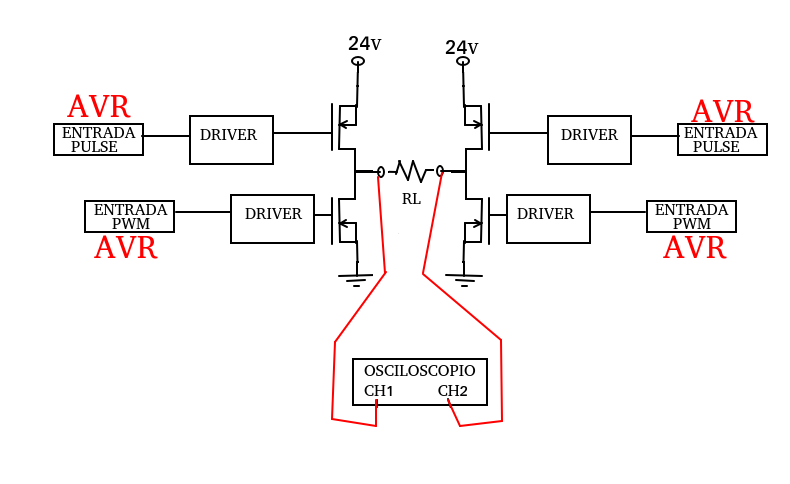 24v
24v
AVR
AVR
ENTRADA
PULSE
DRIVER
DRIVER
ENTRADA
PULSE
RL
ENTRADA
PWM
DRIVER
DRIVER
ENTRADA
PWM
AVR
AVR
OSCILOSCOPIO
CH1
CH2